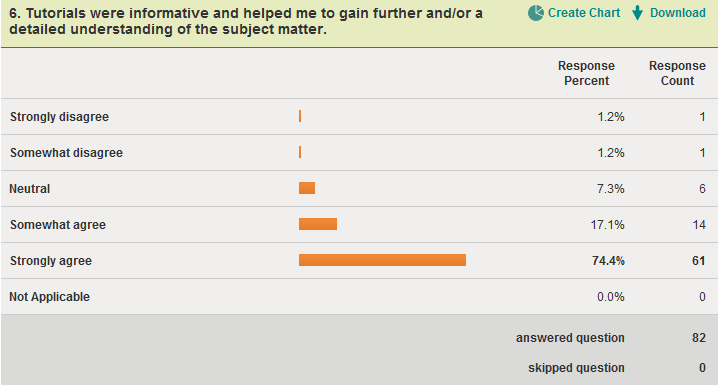 6. Tutorials were informative and helped me to gain further and/or a Create Chart Download
detailed understanding of the subject matter.
Response Percent Response Count
Strongly disagree 1.2% 1
Somewhat disagree 1.2% 1
Neutral 7.3% 6
Somewhat agree 17.1% 14
Strongly agree 74.4% 61
Not Applicable 0.0% 0
answered question 82
skipped question 0